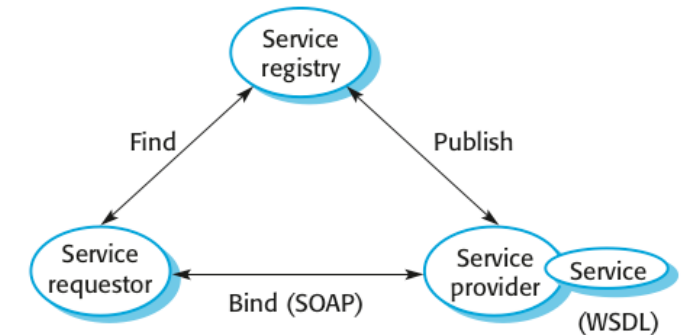 Service
registry
Find
Publish
Service
requestor
Service
provider
Service
Bind (SOAP)
(WSDL)